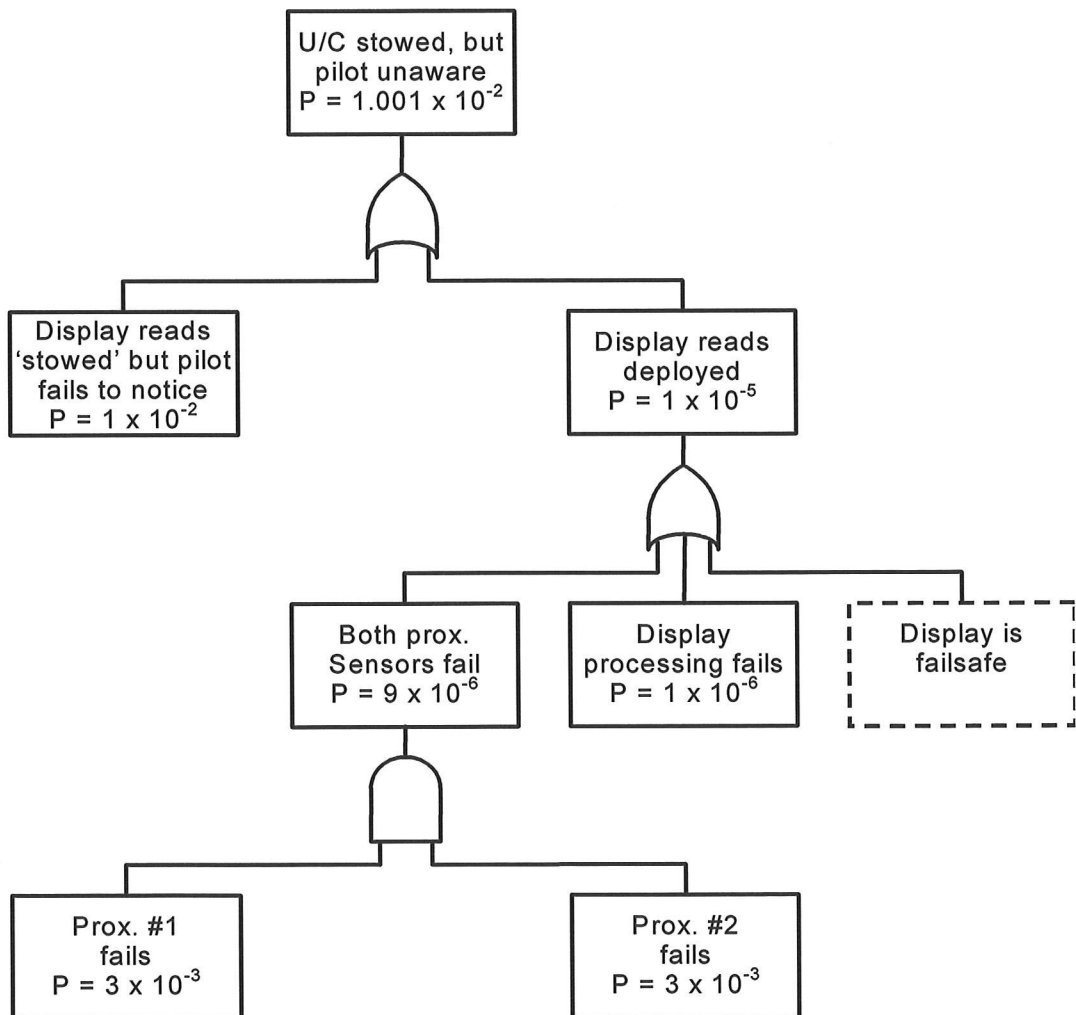 U/C stowed, but
pilot unaware
P = 1.001 x 10⁻²
Display reads
‘stowed’ but pilot
fails to notice
P = 1 x 10⁻²
Display reads
deployed
P = 1 x 10⁻⁵
Both prox.
Sensors fail
P = 9 x 10⁻⁶
Display
processing fails
P = 1 x 10⁻⁶
Display is
failsafe
Prox. #1
fails
P = 3 x 10⁻³
Prox. #2
fails
P = 3 x 10⁻³